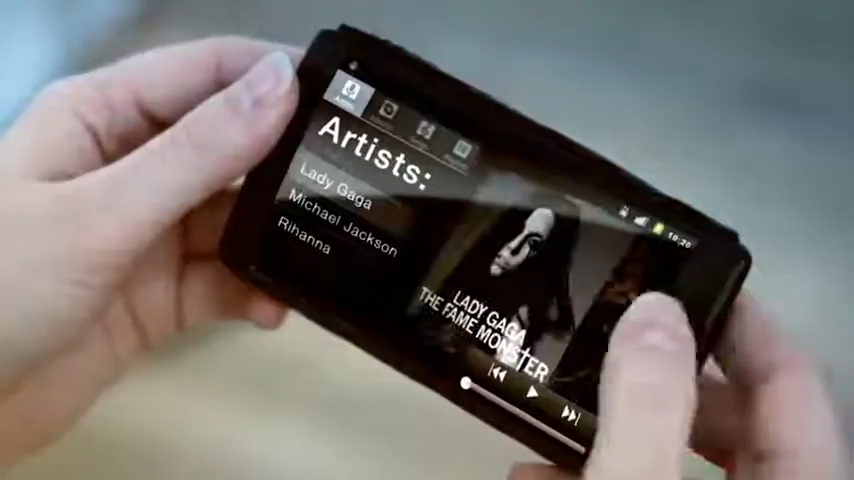 10:20
Artists:
Lady Gaga
Michael Jackson
Rihanna
LADY GAGA
THE FAME MONSTER